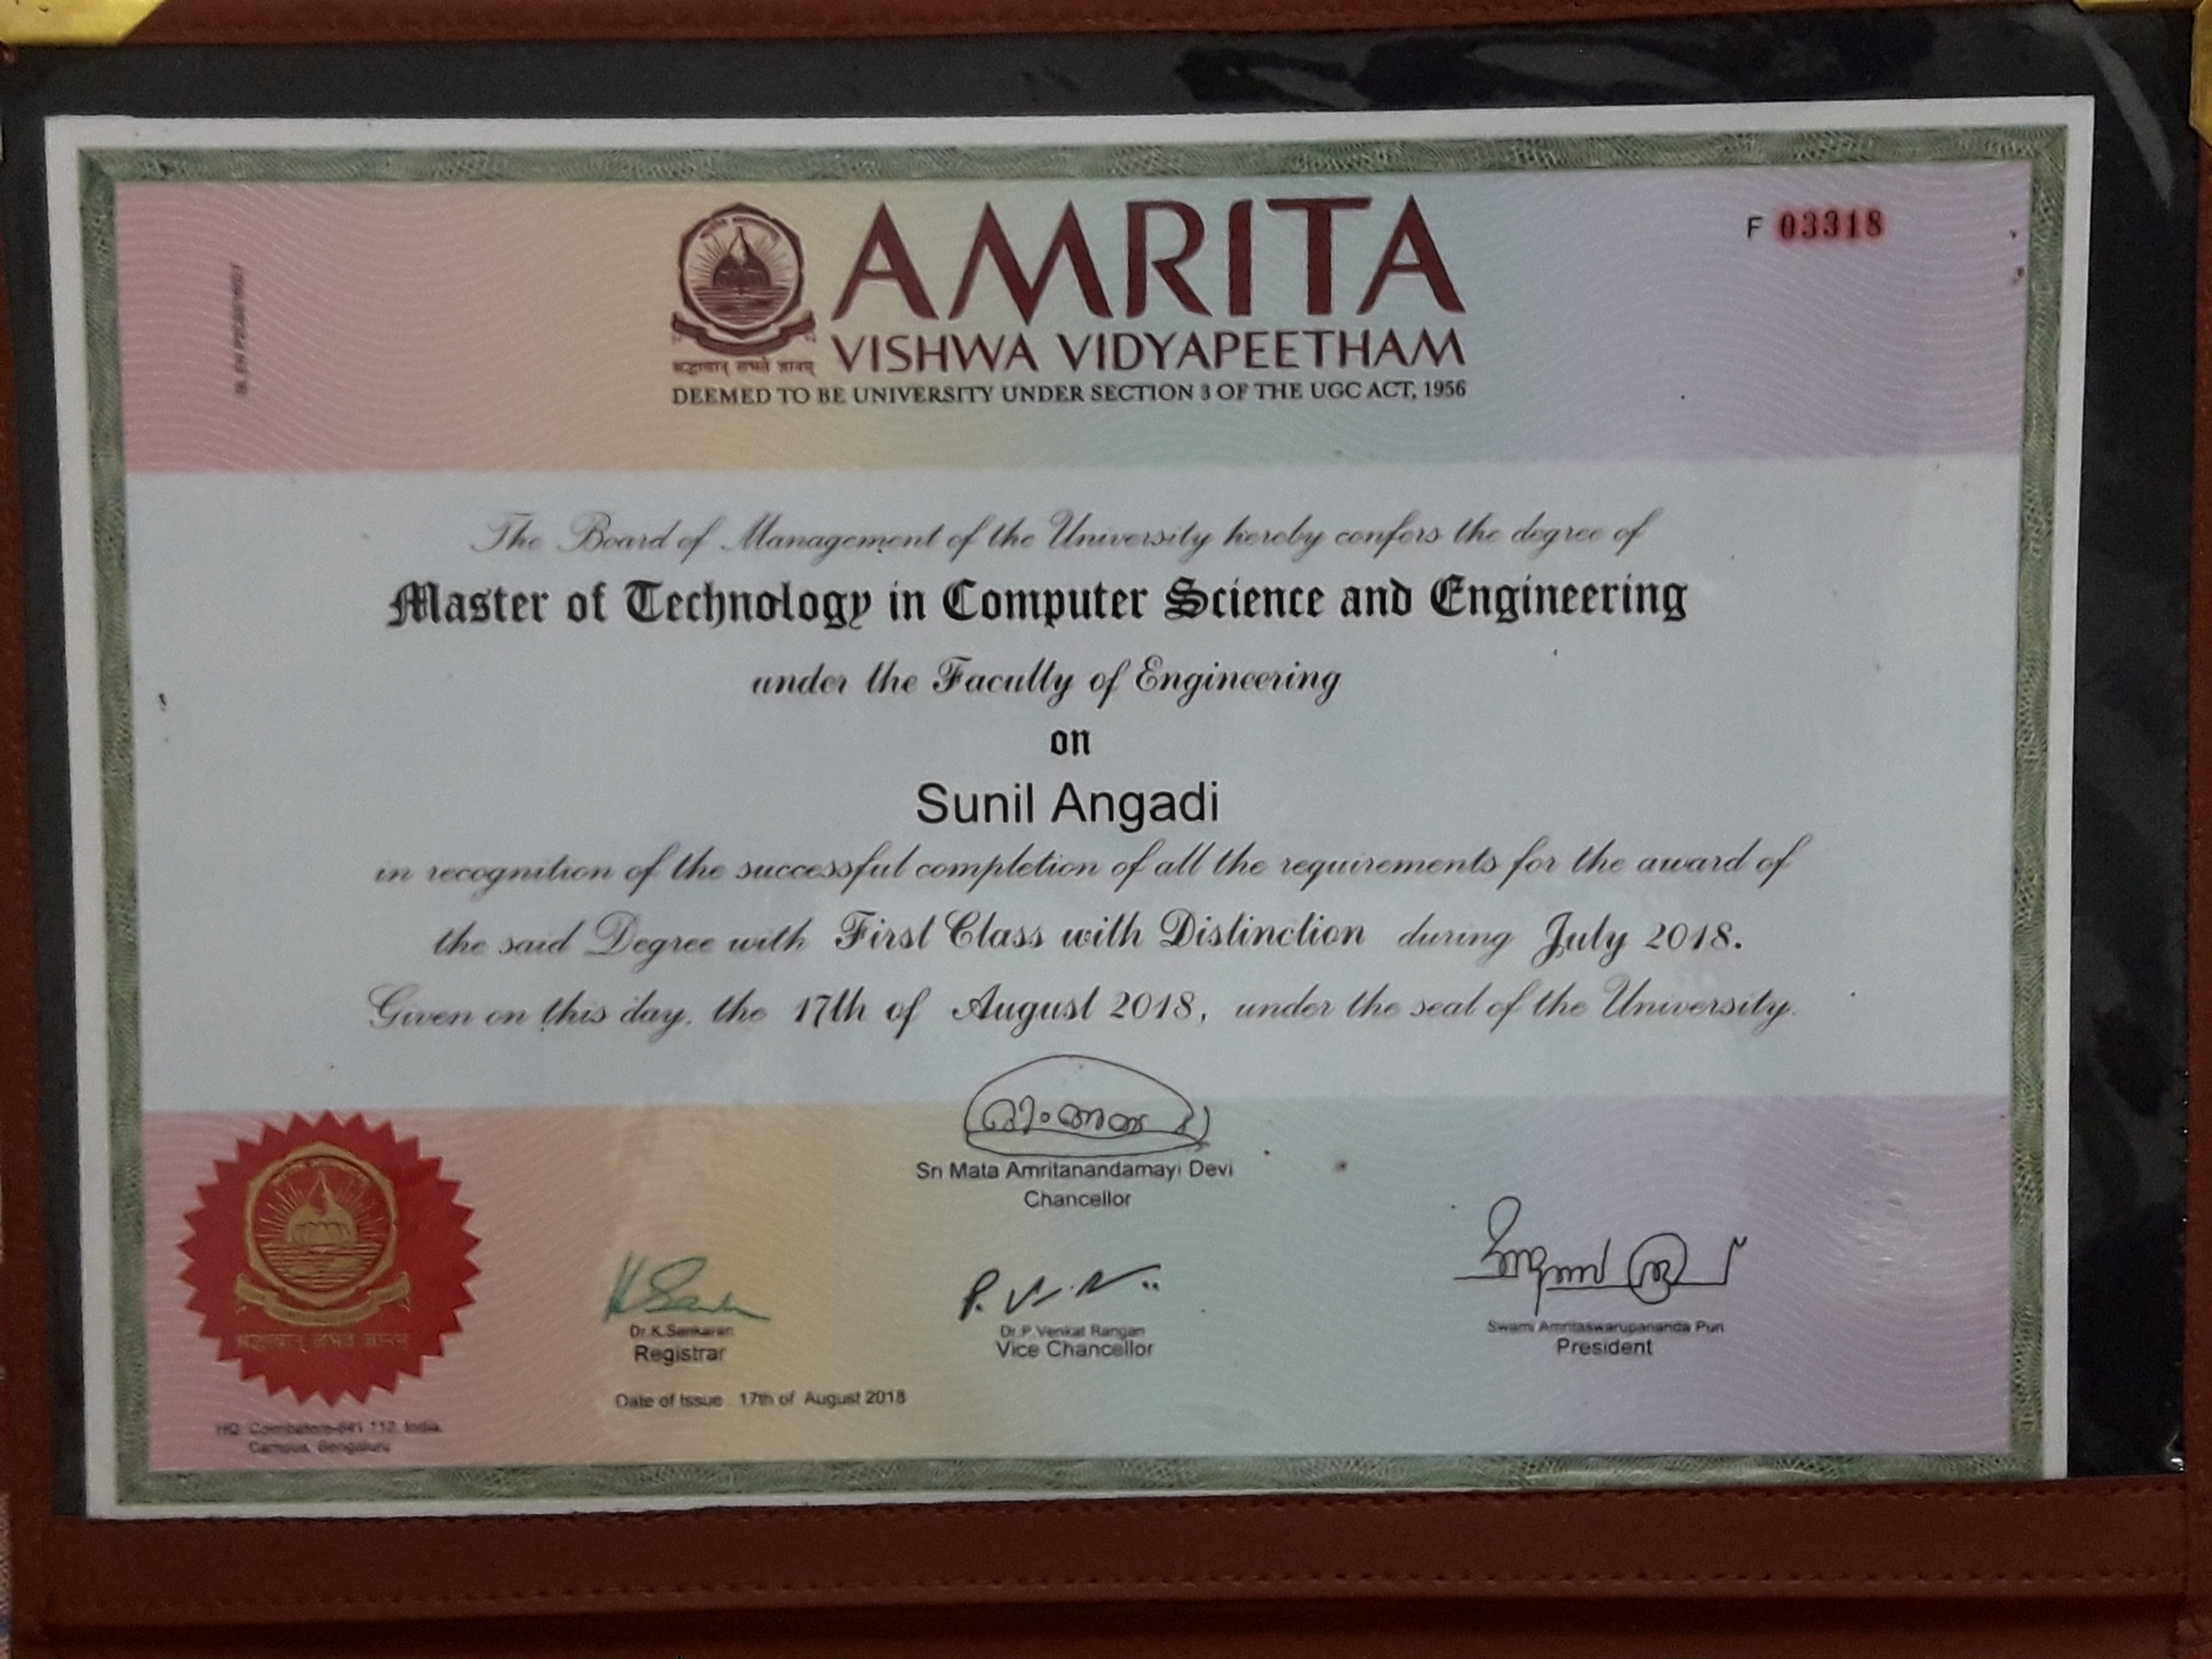 AMRITA
VISHWA VIDYAPEETHAM
श्रद्धावान् लभते ज्ञानम्
DEEMED TO BE UNIVERSITY UNDER SECTION 3 OF THE UGC ACT, 1956
F 03318
The Board of Management of the University hereby confers the degree of
Master of Technology in Computer Science and Engineering
under the Faculty of Engineering
on
Sunil Angadi
in recognition of the successful completion of all the requirements for the award of
the said Degree with First Class with Distinction during July 2018.
Given on this day, the 17th of August 2018, under the seal of the University.
Sri Mata Amritanandamayi Devi
Chancellor
Dr.K.Sankaran
Registrar
Dr.P.Venkat Rangan
Vice Chancellor
Swami Amritaswarupananda Puri
President
Date of Issue 17th of August 2018
श्रद्धावान् लभते ज्ञानम्
HQ: Coimbatore-641 112, India.
Campus, Bengaluru